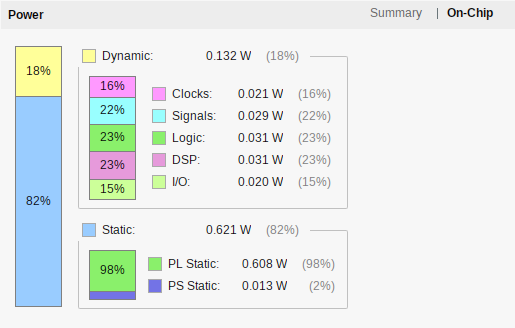 Power
Summary | On-Chip
18%
82%
Dynamic: 0.132 W (18%)
16%
22%
23%
23%
15%
Clocks: 0.021 W (16%)
Signals: 0.029 W (22%)
Logic: 0.031 W (23%)
DSP: 0.031 W (23%)
I/O: 0.020 W (15%)
Static: 0.621 W (82%)
98%
PL Static: 0.608 W (98%)
PS Static: 0.013 W (2%)